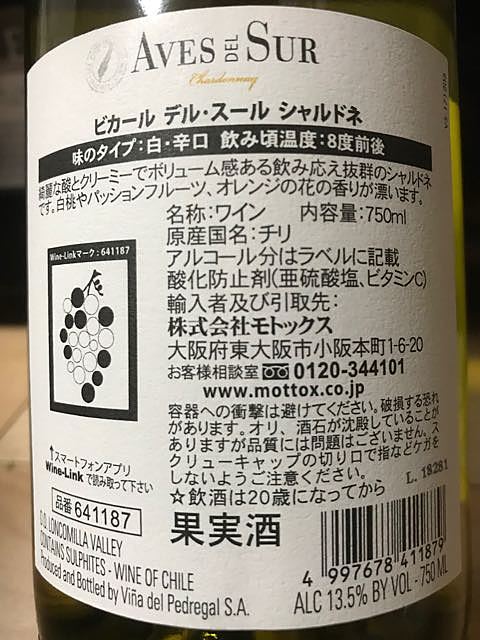 AVES DEL SUR
Chardonnay
ビカール デル・スール シャルドネ
味のタイプ:白・辛口 飲み頃温度:8度前後
綺麗な酸とクリーミーでボリューム感ある飲み応え抜群のシャルドネ
です。白桃やパッションフルーツ、オレンジの花の香りが漂います。
名称:ワイン 内容量:750ml
原産国名:チリ
アルコール分はラベルに記載
酸化防止剤(亜硫酸塩、ビタミンC)
輸入者及び引取先:
株式会社モトックス
大阪府東大阪市小阪本町1-6-20
お客様相談室 0120-344101
www.mottox.co.jp
容器への衝撃は避けてください。破損する恐れ
があります。オリ、酒石が沈殿していることが
ありますが品質には問題はございません。ス
クリューキャップの切り口で指などケガを
しないようご注意ください。
☆飲酒は20歳になってから
L. 18281
果実酒
Wine-Linkマーク:641187
↑スマートフォンアプリ
Wine-Link で読み取って下さい
品番 641187
D.O. LONCOMILLA VALLEY
CONTAINS SULPHITES - WINE OF CHILE
Produced and Bottled by Viña del Pedregal S.A.
4 997678 411879
ALC 13.5% BY VOL - 750 ML